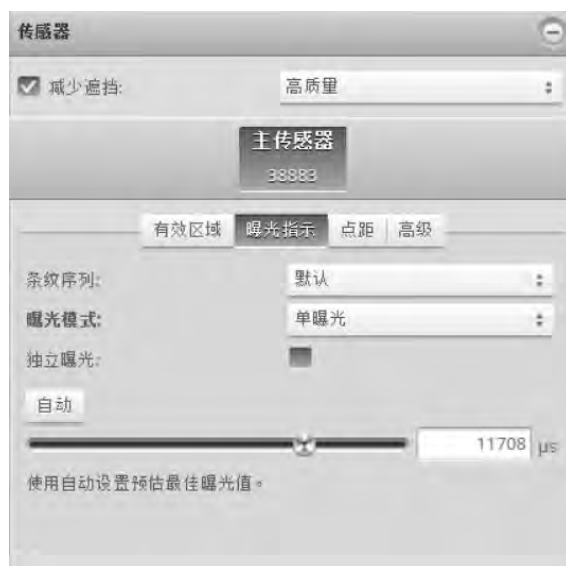 传感器
减少遮挡: 高质量
主传感器
38883
有效区域 曝光指示 点距 高级
条纹序列: 默认
曝光模式: 单曝光
独立曝光:
自动
11708 µs
使用自动设置预估最佳曝光值。